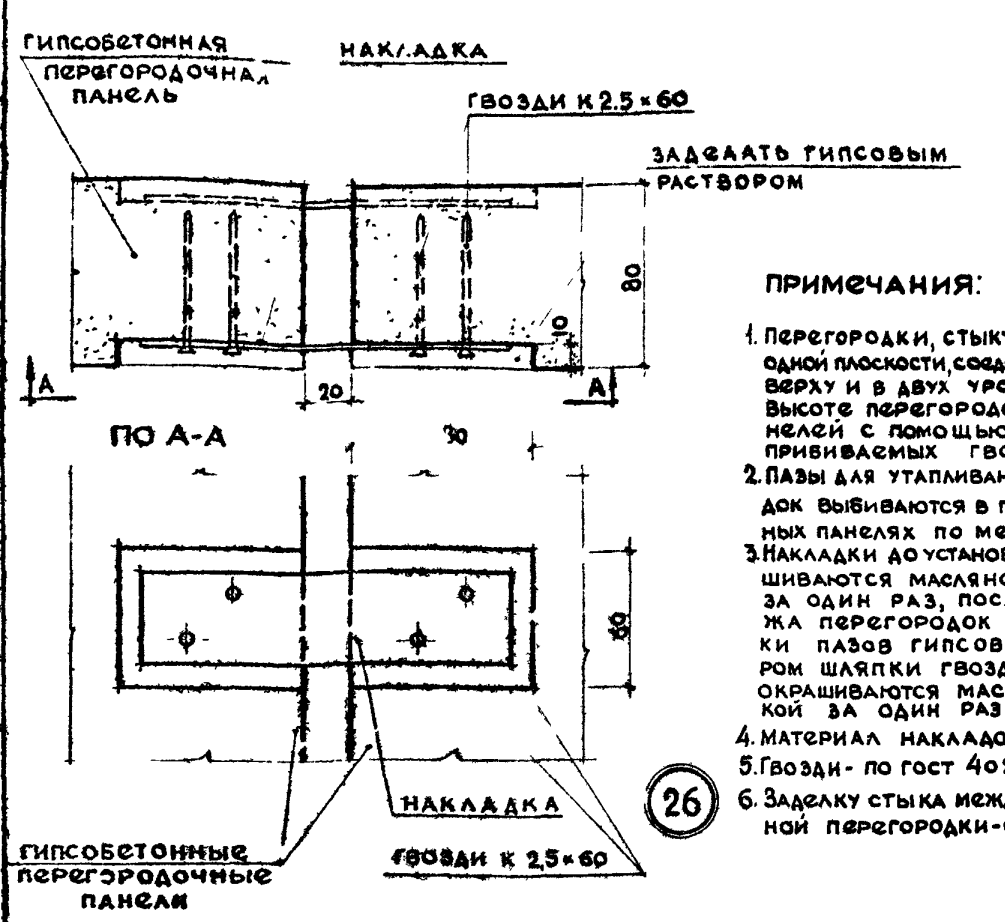 ГИПСОБЕТОННАЯ
ПЕРЕГОРОДОЧНАЯ
ПАНЕЛЬ
НАКЛАДКА
ГВОЗДИ К 2.5×60
ЗАДЕЛАТЬ ГИПСОВЫМ
РАСТВОРОМ
80
10
20
А
А
ПО А-А
30
60
НАКЛАДКА
ГВОЗДИ К 2,5×60
ГИПСОБЕТОННЫЕ
ПЕРЕГОРОДОЧНЫЕ
ПАНЕЛИ
26
ПРИМЕЧАНИЯ:
1. ПЕРЕГОРОДКИ, СТЫК
ОДНОЙ ПЛОСКОСТИ, СОЕД
ВЕРХУ И В ДВУХ УРО
ВЫСОТЕ ПЕРЕГОРОД
НЕЛЕЙ С ПОМОЩЬЮ
ПРИБИВАЕМЫХ ГВО
2. ПАЗЫ ДЛЯ УТАПЛИВАН
ДОК ВЫБИВАЮТСЯ В П
НЫХ ПАНЕЛЯХ ПО МЕ
3. НАКЛАДКИ ДО УСТАНОВ
ШИВАЮТСЯ МАСЛЯНО
ЗА ОДИН РАЗ, ПОС
ЖА ПЕРЕГОРОДОК
КИ ПАЗОВ ГИПСОВ
РОМ ШЛЯПКИ ГВОЗД
ОКРАШИВАЮТСЯ МАС
КОЙ ЗА ОДИН РАЗ
4. МАТЕРИАЛ НАКЛАДО
5. ГВОЗДИ - ПО ГОСТ 40
6. ЗАДЕЛКУ СТЫКА МЕЖ
НОЙ ПЕРЕГОРОДКИ-